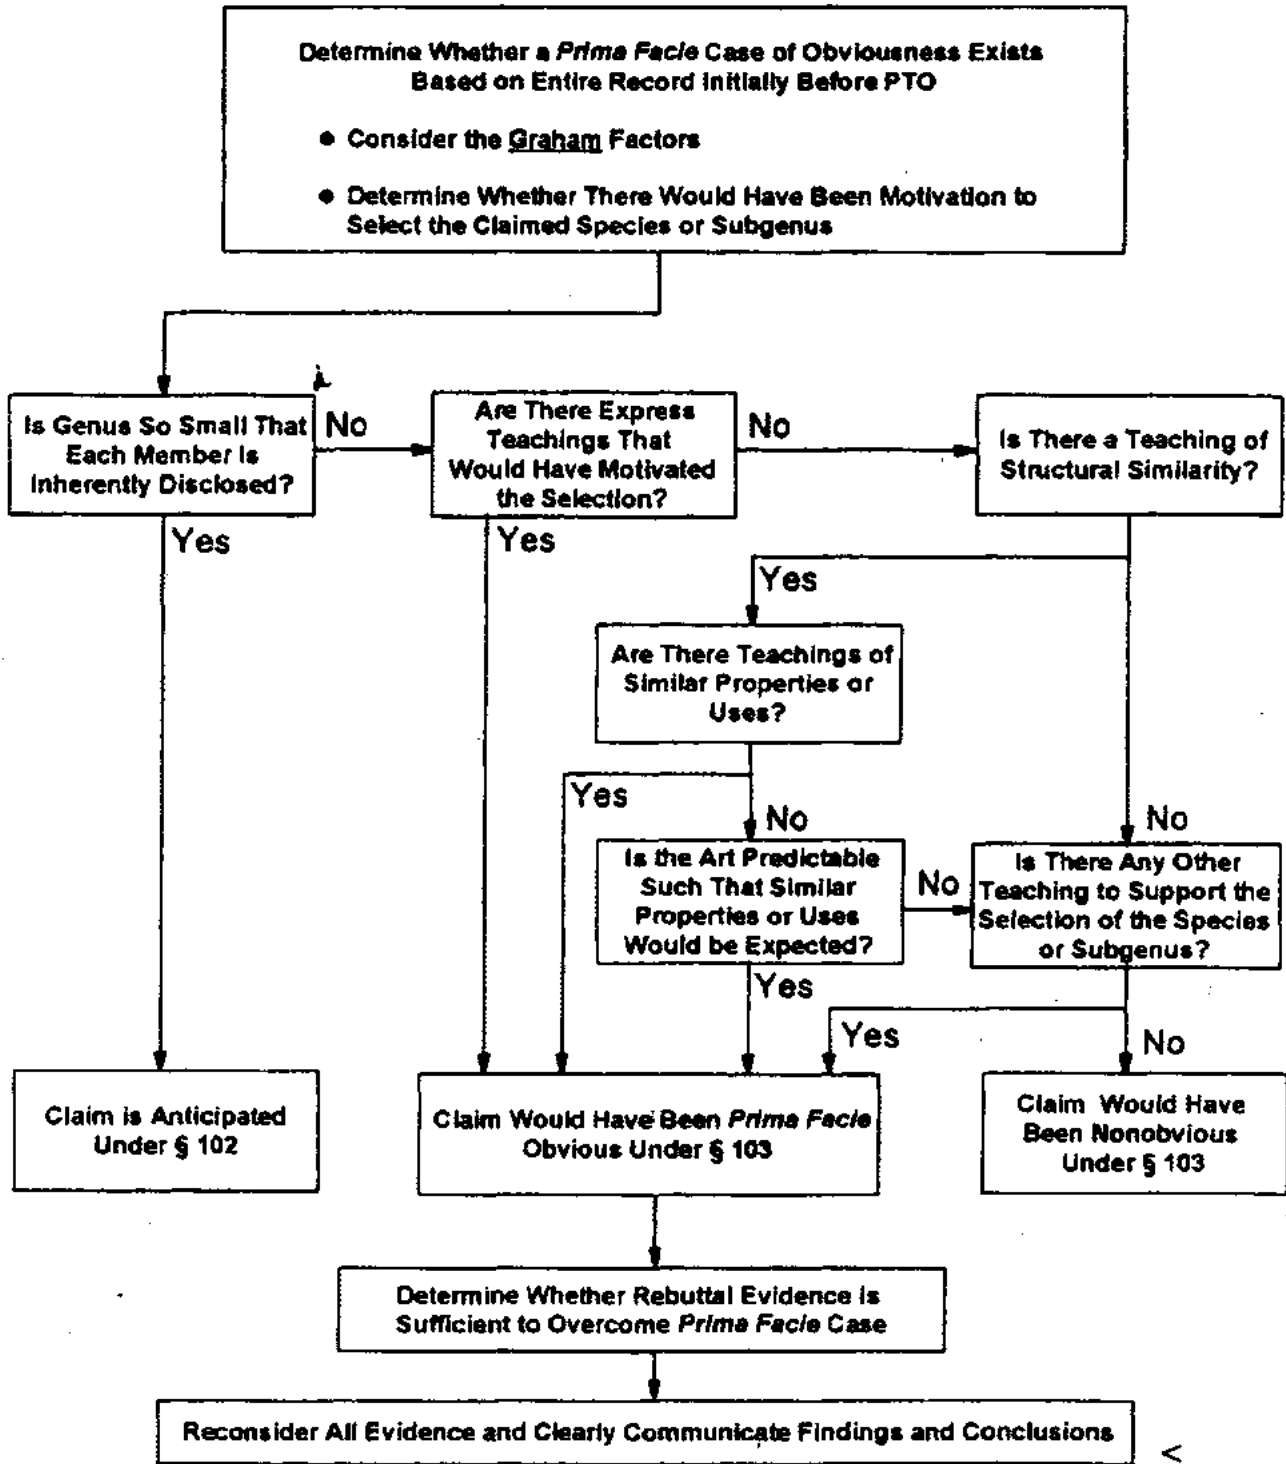 Determine Whether a Prima Facie Case of Obviousness Exists
Based on Entire Record Initially Before PTO
● Consider the Graham Factors
● Determine Whether There Would Have Been Motivation to
Select the Claimed Species or Subgenus
Is Genus So Small That
Each Member Is
Inherently Disclosed?
No
Are There Express
Teachings That
Would Have Motivated
the Selection?
No
Is There a Teaching of
Structural Similarity?
Yes
Yes
Yes
Are There Teachings of
Similar Properties or
Uses?
Yes
No
No
Is the Art Predictable
Such That Similar
Properties or Uses
Would be Expected?
No
Is There Any Other
Teaching to Support the
Selection of the Species
or Subgenus?
Yes
Yes
No
Claim is Anticipated
Under § 102
Claim Would Have Been Prima Facie
Obvious Under § 103
Claim Would Have
Been Nonobvious
Under § 103
Determine Whether Rebuttal Evidence is
Sufficient to Overcome Prima Facie Case
Reconsider All Evidence and Clearly Communicate Findings and Conclusions
<